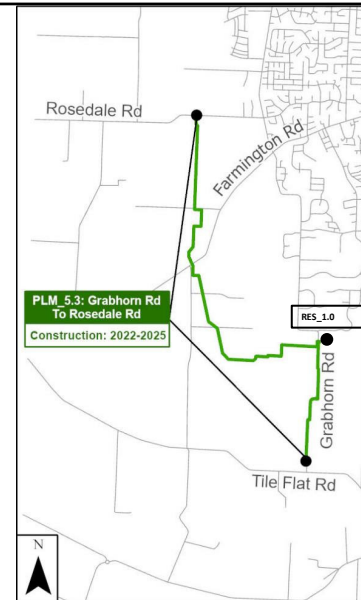 Rosedale Rd
Farmington Rd
PLM_5.3: Grabhorn Rd
To Rosedale Rd
Construction: 2022-2025
RES_1.0
Grabhorn Rd
Tile Flat Rd
N